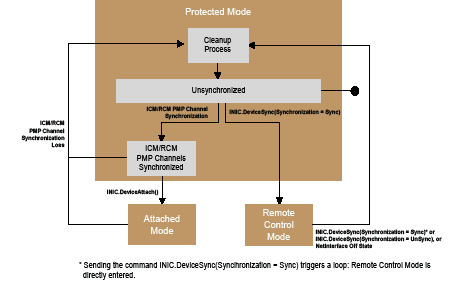 Protected Mode
Cleanup
Process
Unsynchronized
ICM/RCM PMP Channel
Synchronization
INIC.DeviceSync(Synchronization = Sync)
ICM/RCM
PMP Channel
Synchronization
Loss
ICM/RCM
PMP Channels
Synchronized
INIC.DeviceAttach()
Attached
Mode
Remote
Control
Mode
INIC.DeviceSync(Synchronization = Sync)* or
INIC.DeviceSync(Synchronization = UnSync), or
NetInterface Off State
* Sending the command INIC.DeviceSync(Synchronization = Sync) triggers a loop: Remote Control Mode is
directly entered.